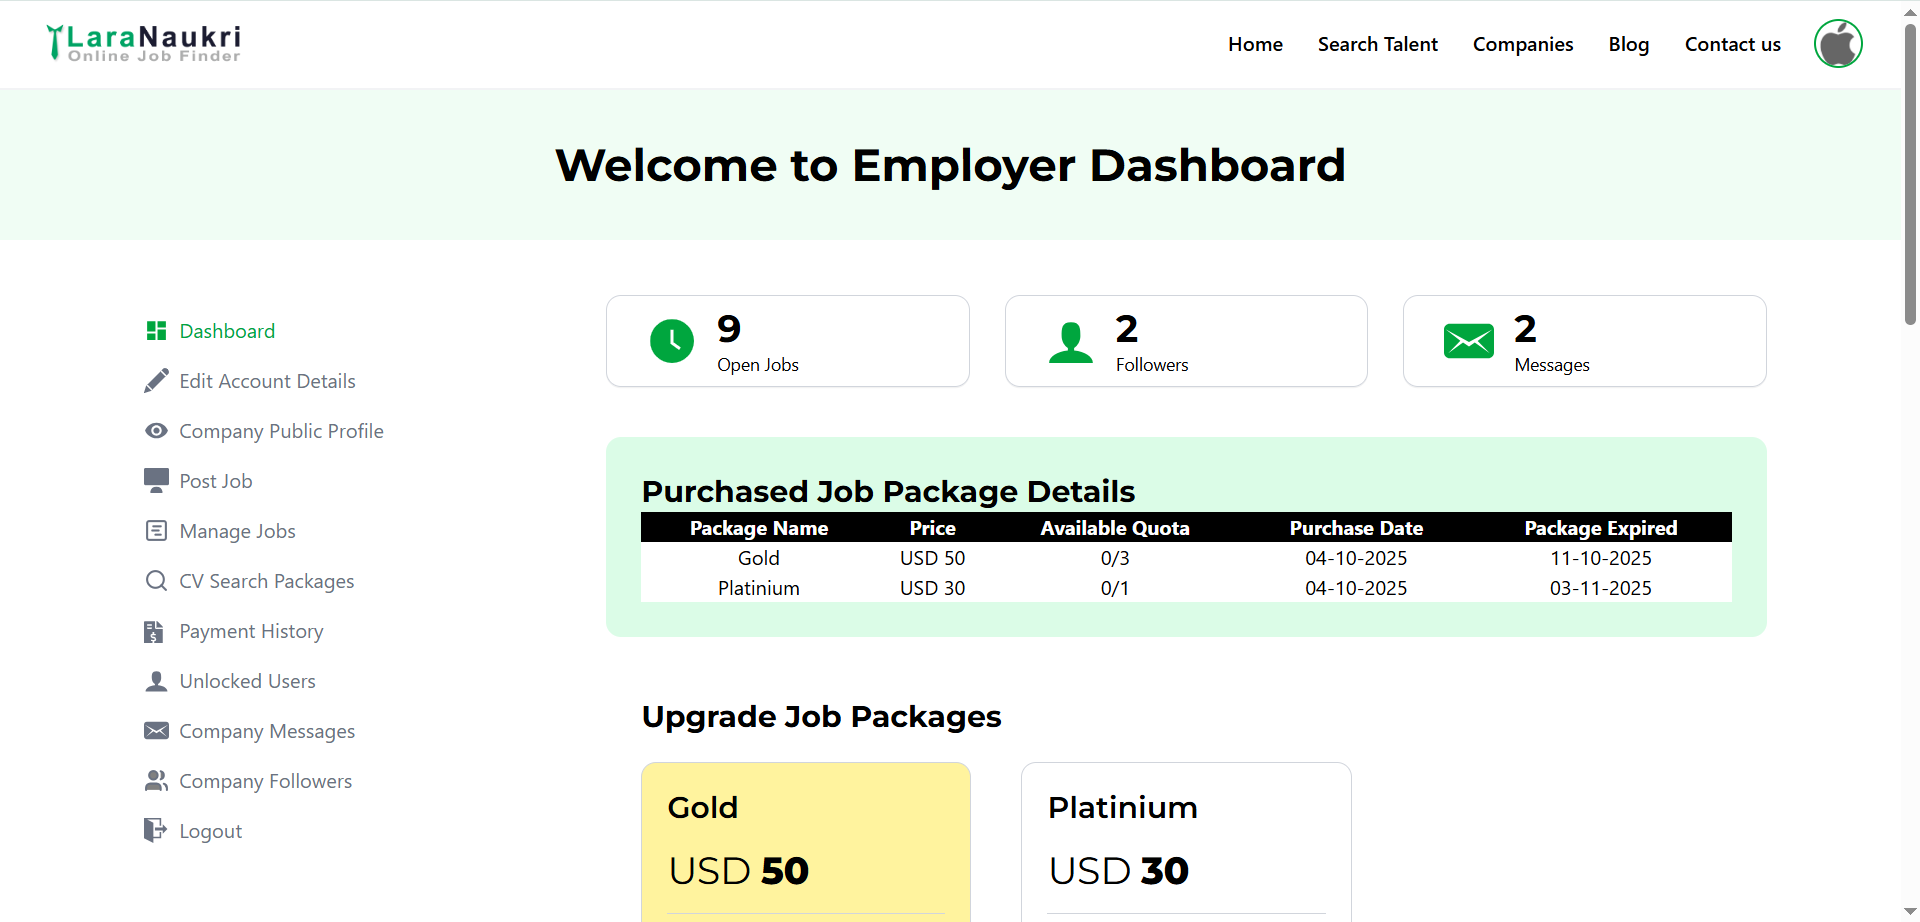 LaraNaukri
Online Job Finder
Home Search Talent Companies Blog Contact us
Welcome to Employer Dashboard
Dashboard
Edit Account Details
Company Public Profile
Post Job
Manage Jobs
CV Search Packages
Payment History
Unlocked Users
Company Messages
Company Followers
Logout
9
Open Jobs
2
Followers
2
Messages
Purchased Job Package Details
Package Name Price Available Quota Purchase Date Package Expired
Gold USD 50 0/3 04-10-2025 11-10-2025
Platinium USD 30 0/1 04-10-2025 03-11-2025
Upgrade Job Packages
Gold
USD 50
Platinium
USD 30